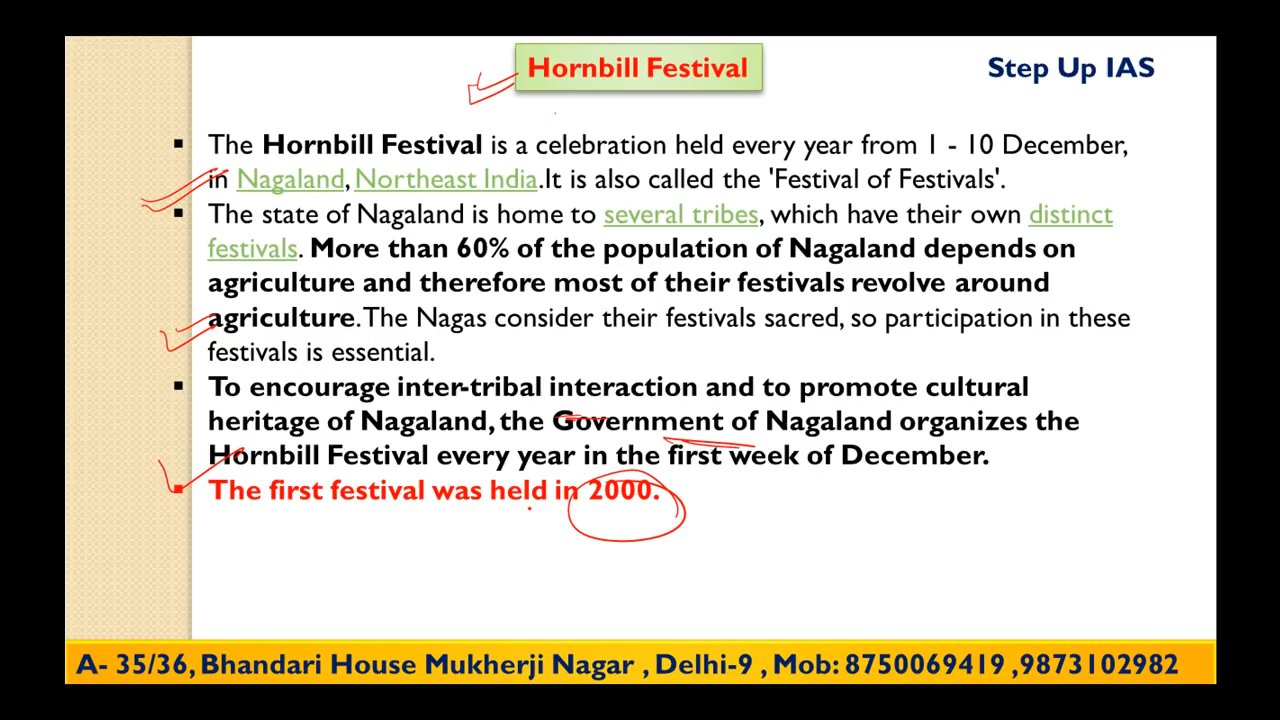 Hornbill Festival
Step Up IAS
▪ The Hornbill Festival is a celebration held every year from 1 - 10 December,
in Nagaland, Northeast India.It is also called the 'Festival of Festivals'.
▪ The state of Nagaland is home to several tribes, which have their own distinct
festivals. More than 60% of the population of Nagaland depends on
agriculture and therefore most of their festivals revolve around
agriculture. The Nagas consider their festivals sacred, so participation in these
festivals is essential.
▪ To encourage inter-tribal interaction and to promote cultural
heritage of Nagaland, the Government of Nagaland organizes the
Hornbill Festival every year in the first week of December.
▪ The first festival was held in 2000.
A- 35/36, Bhandari House Mukherji Nagar , Delhi-9 , Mob: 8750069419 ,9873102982